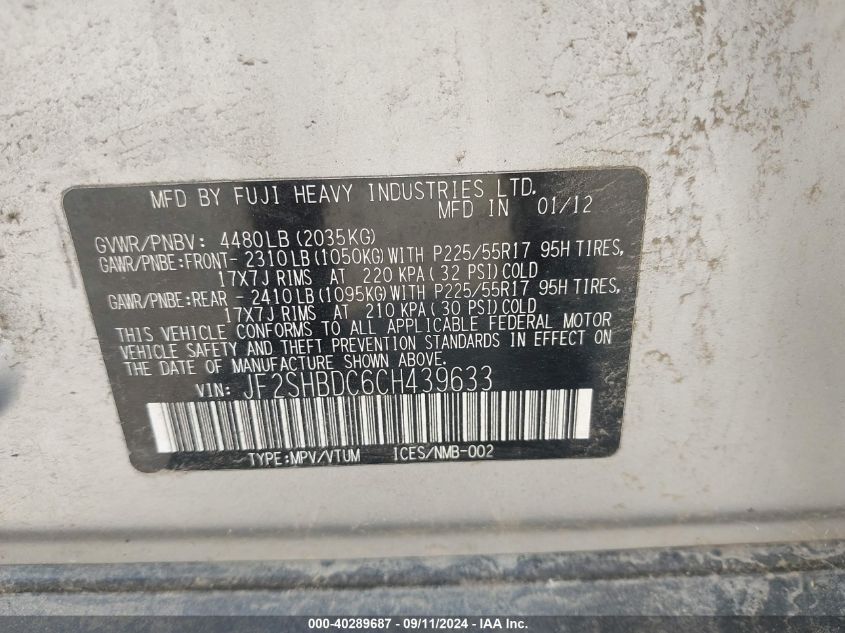 MFD BY FUJI HEAVY INDUSTRIES LTD.
MFD IN 01/12
GVWR/PNBV: 4480LB (2035KG)
GAWR/PNBE:FRONT- 2310LB (1050KG) WITH P225/55R17 95H TIRES,
17X7J RIMS AT 220 KPA (32 PSI) COLD
GAWR/PNBE:REAR - 2410LB (1095KG) WITH P225/55R17 95H TIRES,
17X7J RIMS AT 210 KPA (30 PSI) COLD
THIS VEHICLE CONFORMS TO ALL APPLICABLE FEDERAL MOTOR
VEHICLE SAFETY AND THEFT PREVENTION STANDARDS IN EFFECT ON
THE DATE OF MANUFACTURE SHOWN ABOVE.
VIN: JF2SHBDC6CH439633
TYPE:MPV/VTUM ICES/NMB-002
000-40289687 - 09/11/2024 - IAA Inc.